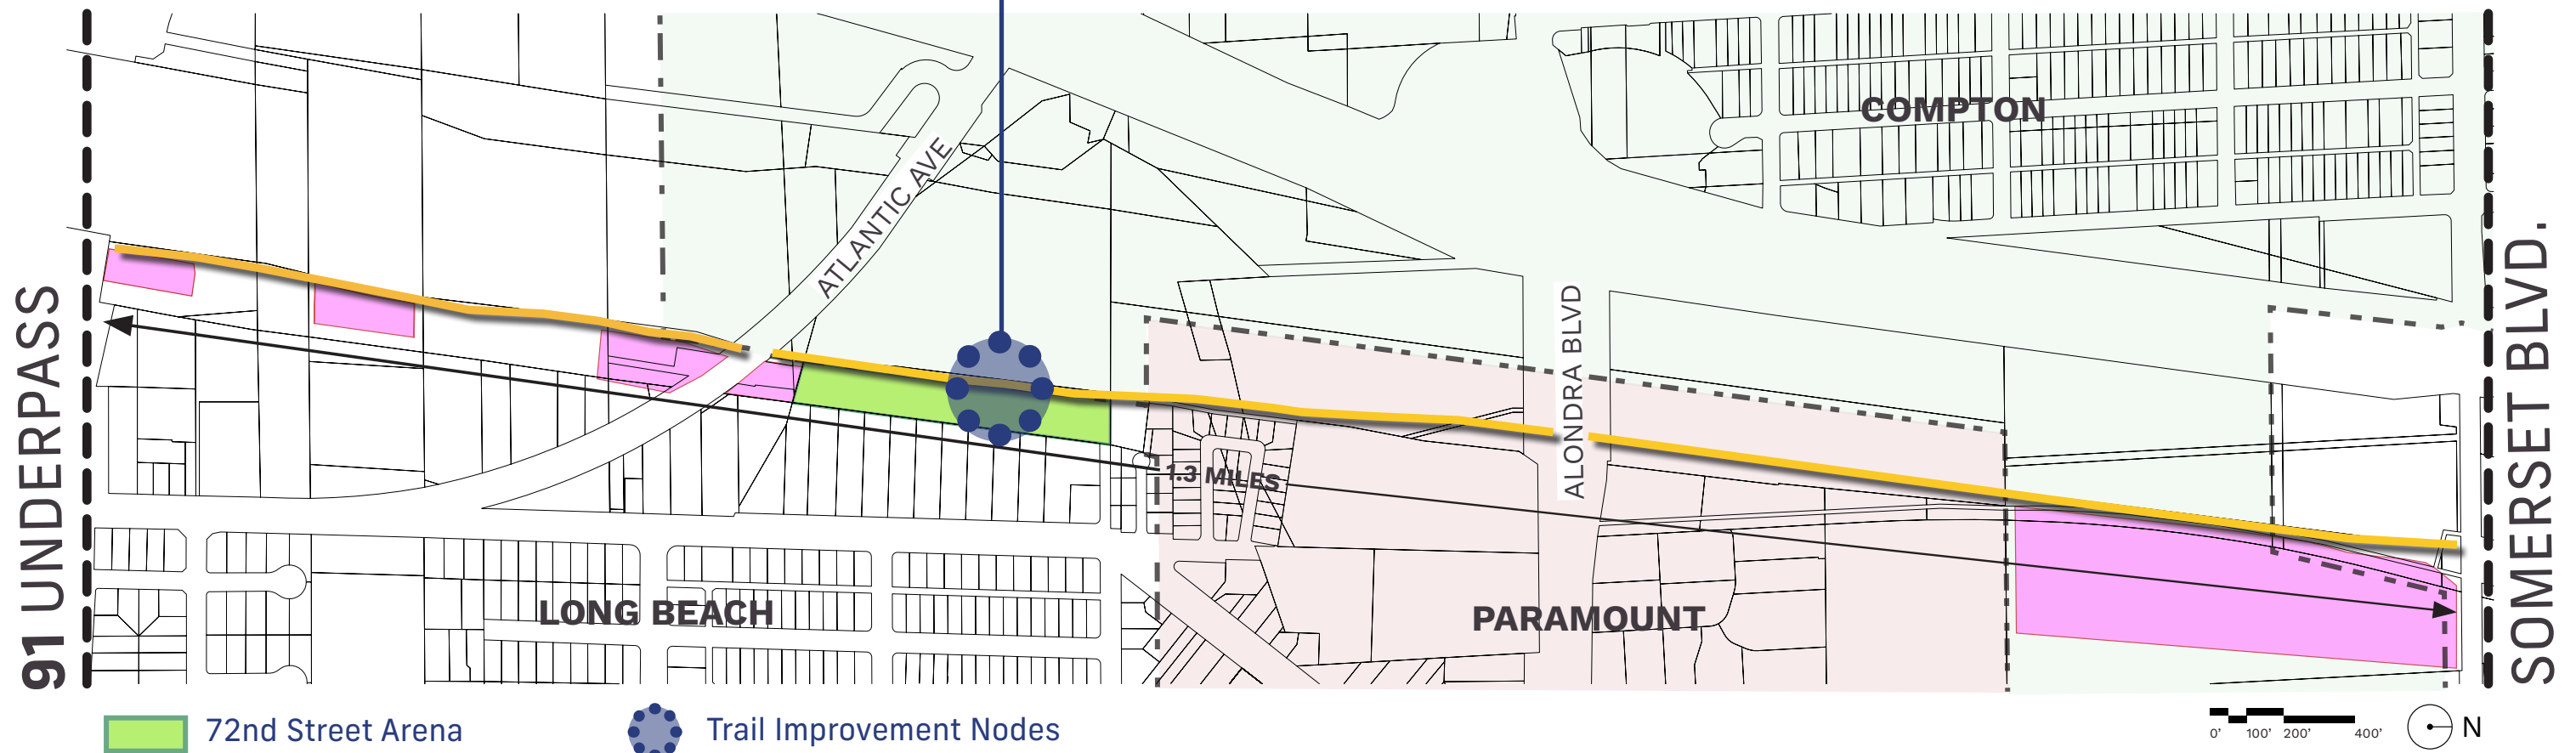 COMPTON
ATLANTIC AVE
ALONDRA BLVD
91 UNDERPASS
SOMERSET BLVD.
1.3 MILES
LONG BEACH
PARAMOUNT
72nd Street Arena
Trail Improvement Nodes
0' 100' 200' 400'
N